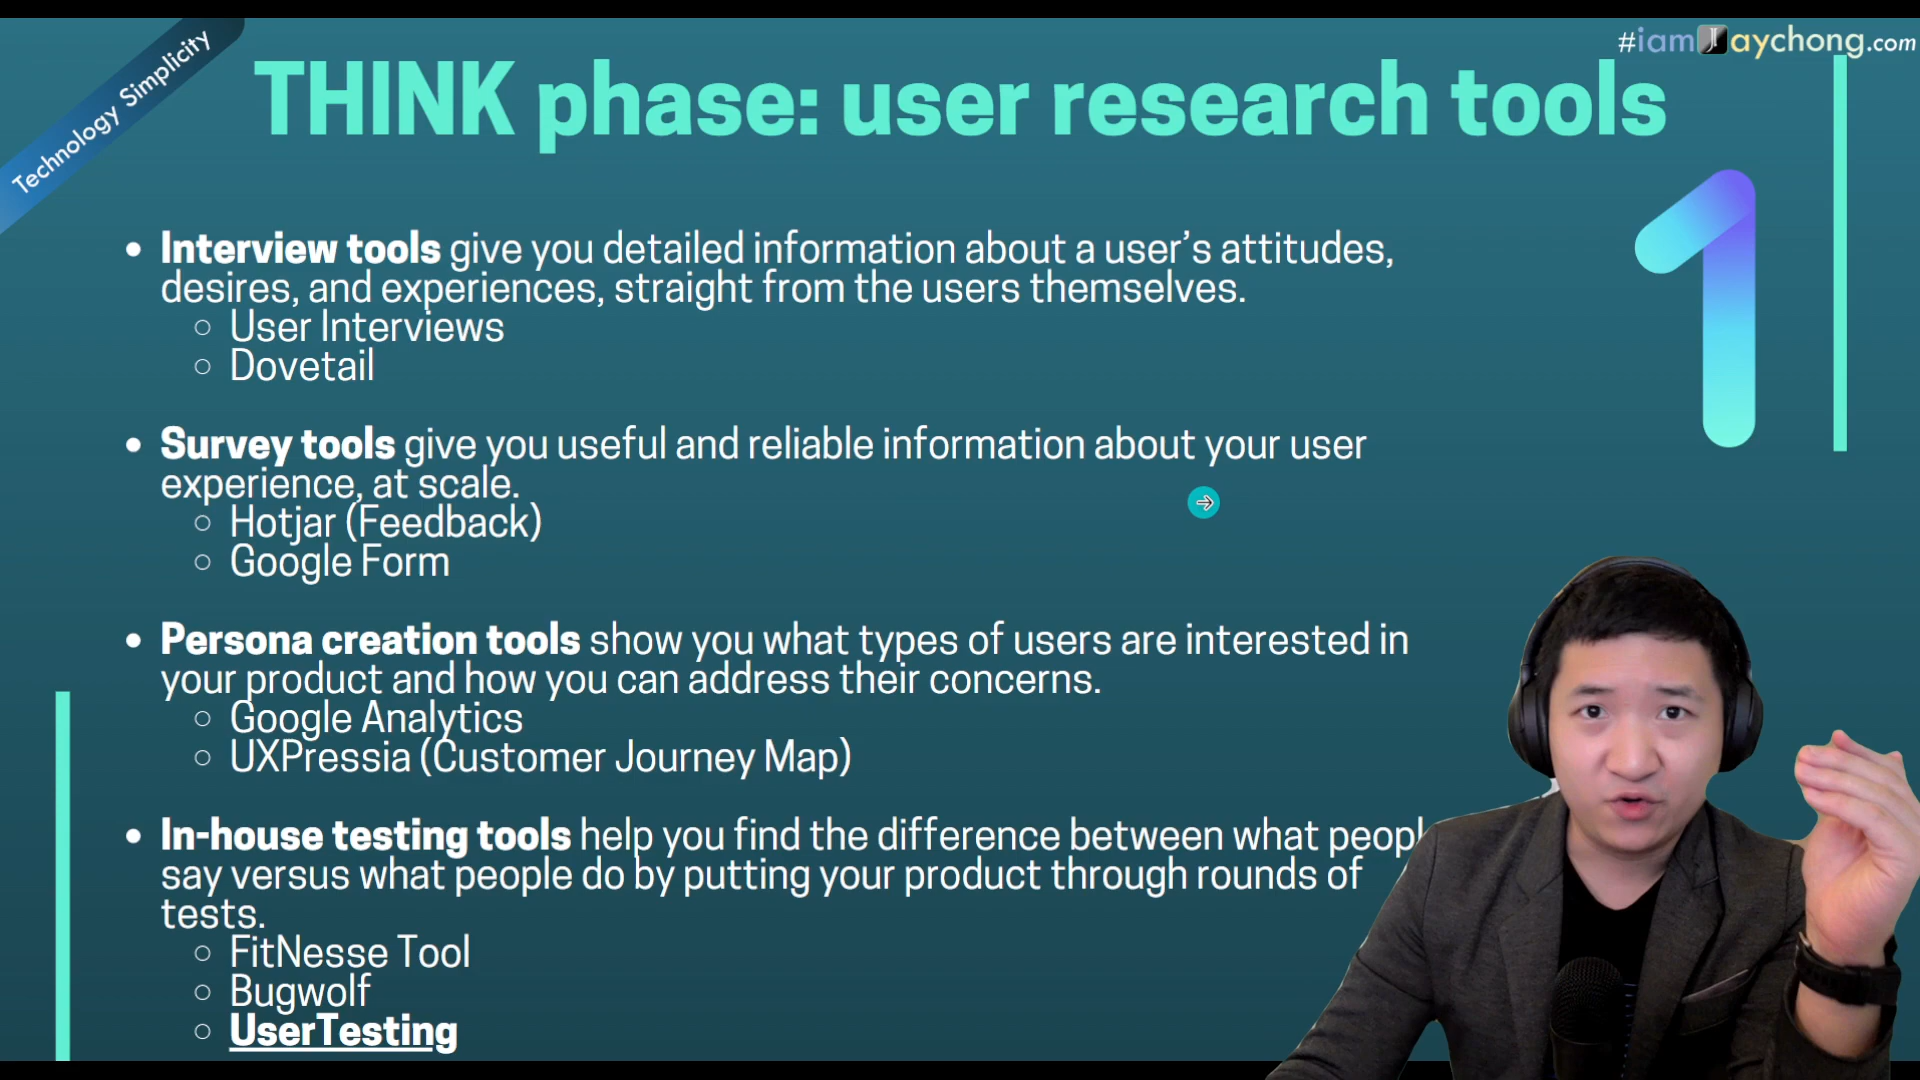 Technology Simplicity
#iamJaychong.com
THINK phase: user research tools
1
• Interview tools give you detailed information about a user’s attitudes,
desires, and experiences, straight from the users themselves.
○ User Interviews
○ Dovetail
• Survey tools give you useful and reliable information about your user
experience, at scale.
○ Hotjar (Feedback)
○ Google Form
• Persona creation tools show you what types of users are interested in
your product and how you can address their concerns.
○ Google Analytics
○ UXPressia (Customer Journey Map)
• In-house testing tools help you find the difference between what peopl
say versus what people do by putting your product through rounds of
tests.
○ FitNesse Tool
○ Bugwolf
○ UserTesting